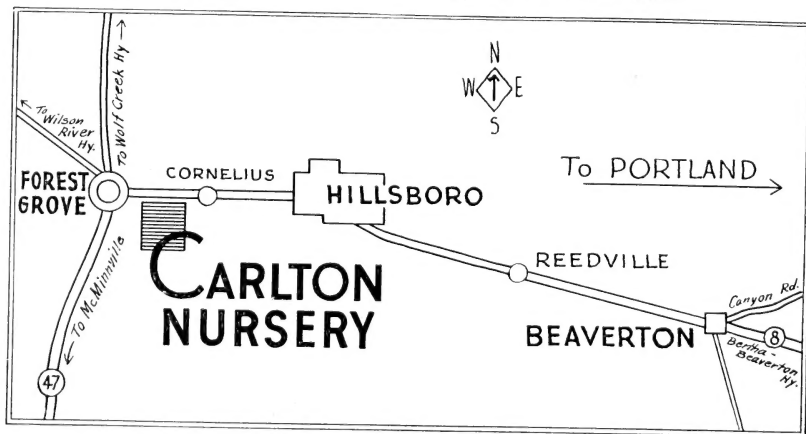 N
W E
S
To Wolf Creek Hy
To
Wilson
River
Hy.
CORNELIUS
FOREST
GROVE
HILLSBORO
To PORTLAND
To McMinnville
CARLTON
NURSERY
REEDVILLE
BEAVERTON
Canyon Rd.
8
Bertha-
Beaverton
Hy.
47